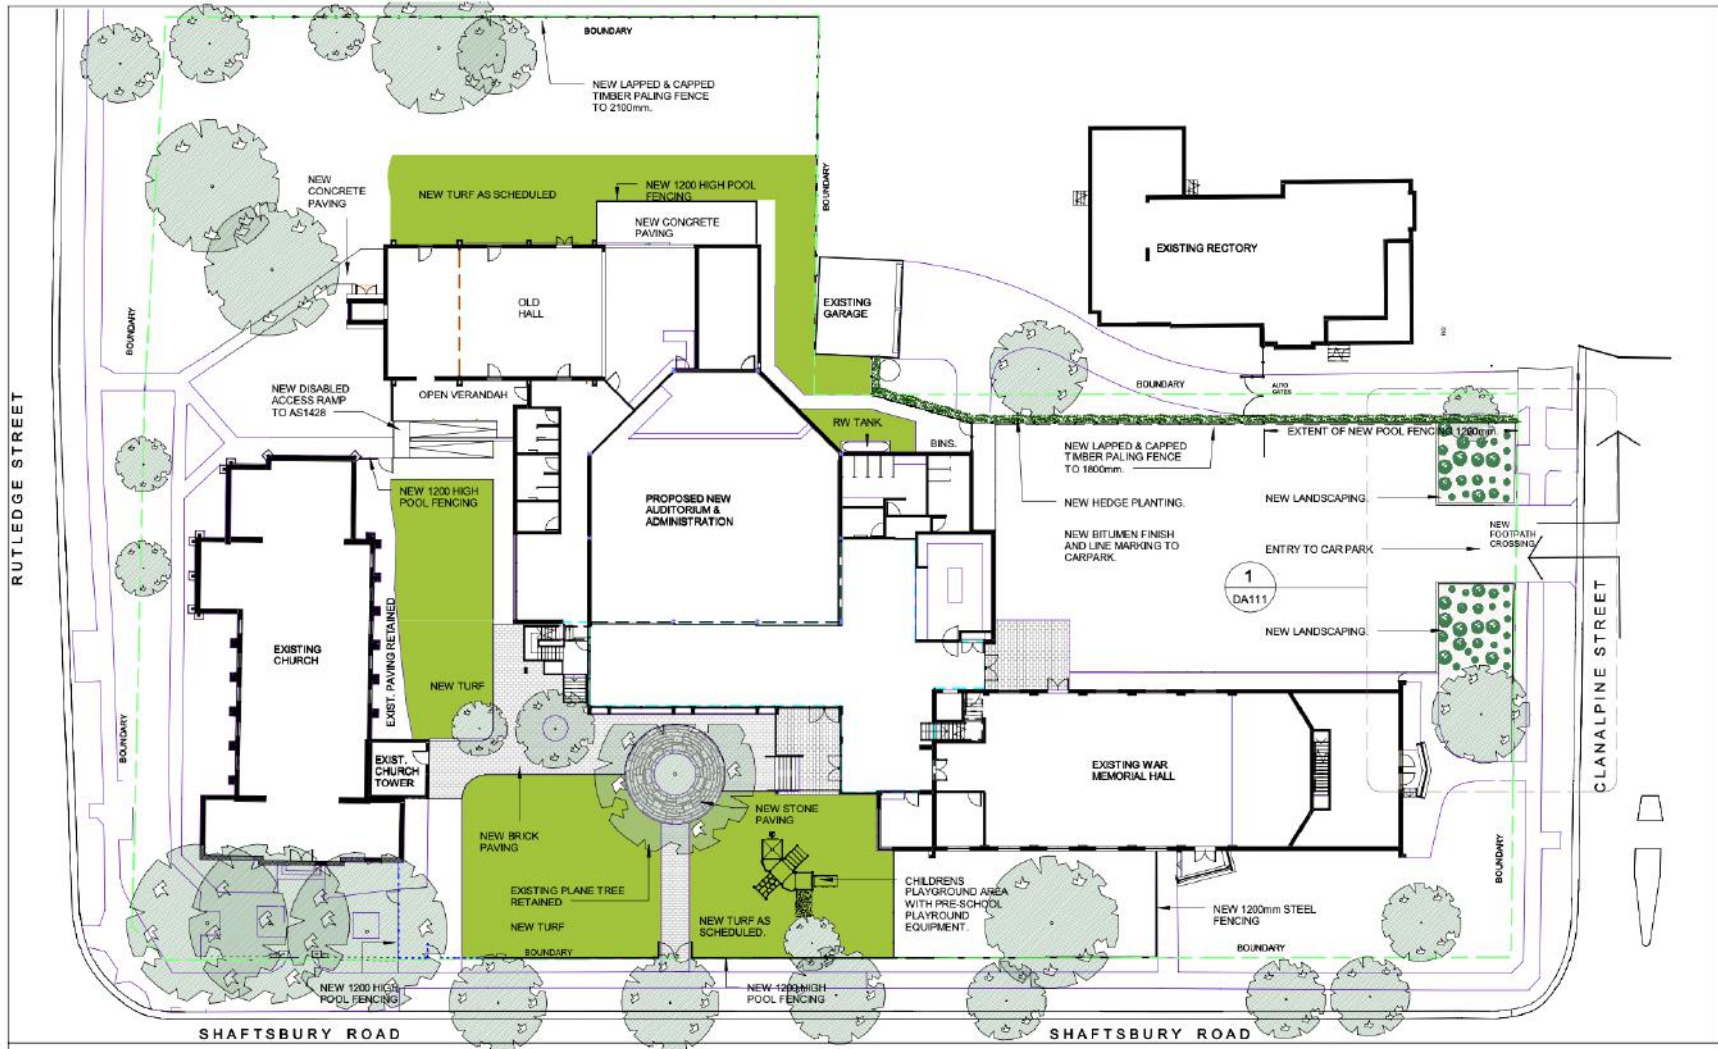 BOUNDARY
NEW LAPPED & CAPPED
TIMBER PALING FENCE
TO 2100mm.
NEW
CONCRETE
PAVING
NEW TURF AS SCHEDULED
NEW 1200 HIGH POOL
FENCING
NEW CONCRETE
PAVING
BOUNDARY
EXISTING RECTORY
OLD
HALL
EXISTING
GARAGE
BOUNDARY
RUTLEDGE STREET
NEW DISABLED
ACCESS RAMP
TO AS1428
OPEN VERANDAH
BOUNDARY
AUTO
GATES
RW TANK.
BINS.
NEW LAPPED & CAPPED
TIMBER PALING FENCE
TO 1800mm.
EXTENT OF NEW POOL FENCING 1200mm.
NEW 1200 HIGH
POOL FENCING
PROPOSED NEW
AUDITORIUM &
ADMINISTRATION
NEW HEDGE PLANTING.
NEW LANDSCAPING.
NEW BITUMEN FINISH
AND LINE MARKING TO
CARPARK.
ENTRY TO CAR PARK
NEW
FOOTPATH
CROSSING
1
DA111
NEW LANDSCAPING.
CLANALPINE STREET
EXISTING
CHURCH
EXIST. PAVING RETAINED
NEW TURF
BOUNDARY
EXIST.
CHURCH
TOWER
EXISTING WAR
MEMORIAL HALL
NEW STONE
PAVING
NEW BRICK
PAVING
EXISTING PLANE TREE
RETAINED
NEW TURF
NEW TURF AS
SCHEDULED.
CHILDRENS
PLAYGROUND AREA
WITH PRE-SCHOOL
PLAYROUND
EQUIPMENT.
NEW 1200mm STEEL
FENCING
BOUNDARY
BOUNDARY
BOUNDARY
NEW 1200 HIGH
POOL FENCING
NEW 1200 HIGH
POOL FENCING
SHAFTSBURY ROAD
SHAFTSBURY ROAD